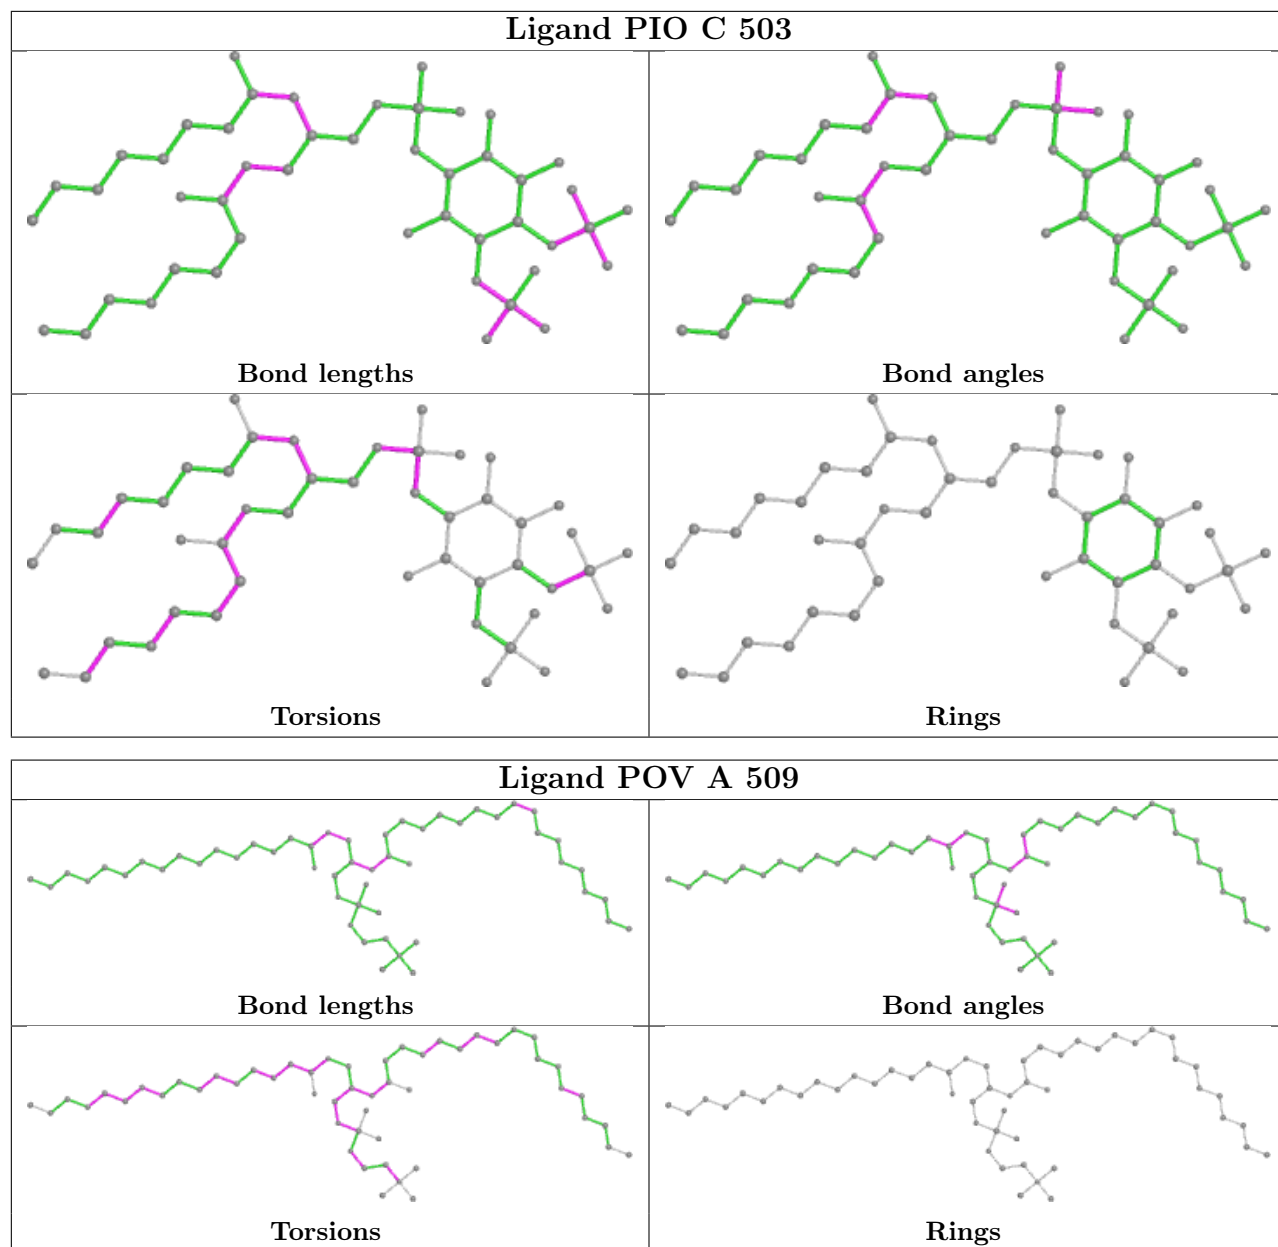 Ligand PIO C 503
Bond lengths
Bond angles
Torsions
Rings
Ligand POV A 509
Bond lengths
Bond angles
Torsions
Rings